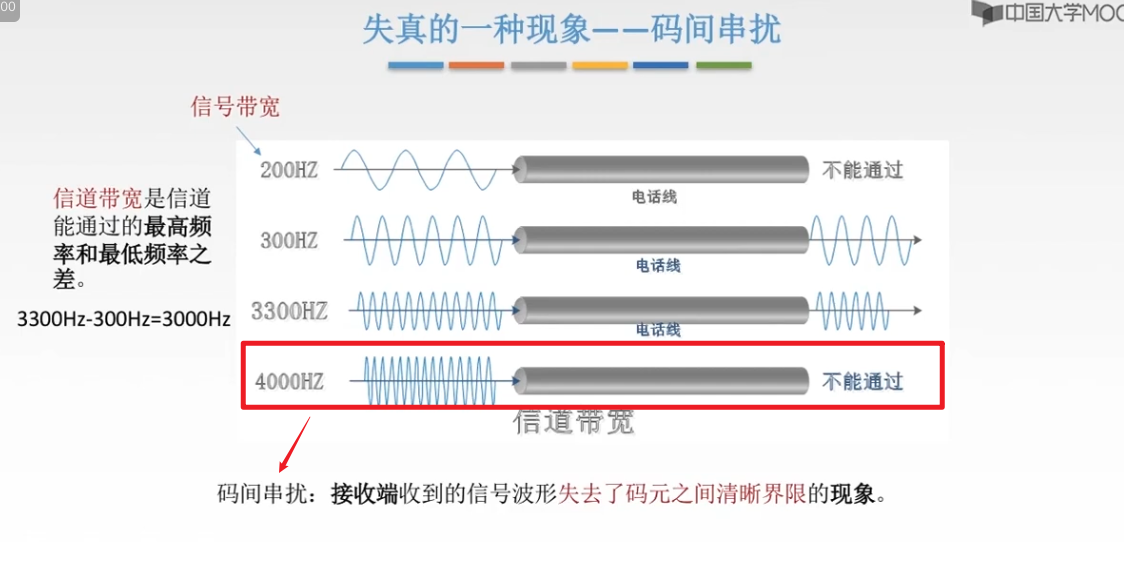 00
中国大学MOO
失真的一种现象——码间串扰
信号带宽
200HZ
不能通过
电话线
信道带宽是信道
能通过的最高频
率和最低频率之
差。
3300Hz-300Hz=3000Hz
300HZ
电话线
3300HZ
电话线
4000HZ
不能通过
信道带宽
码间串扰：接收端收到的信号波形失去了码元之间清晰界限的现象。